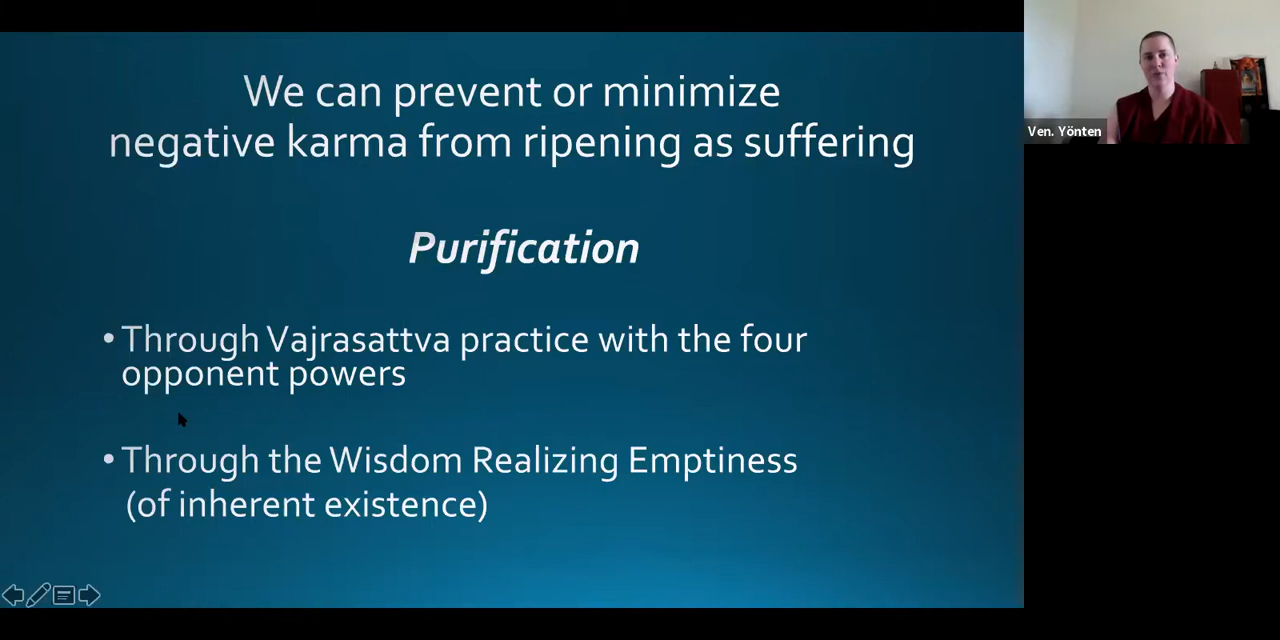 We can prevent or minimize
negative karma from ripening as suffering
Purification
•Through Vajrasattva practice with the four
opponent powers
•Through the Wisdom Realizing Emptiness
(of inherent existence)
Ven. Yönten